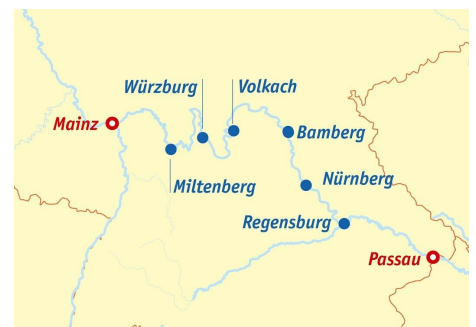 Würzburg
Volkach
Mainz
Bamberg
Miltenberg
Nürnberg
Regensburg
Passau